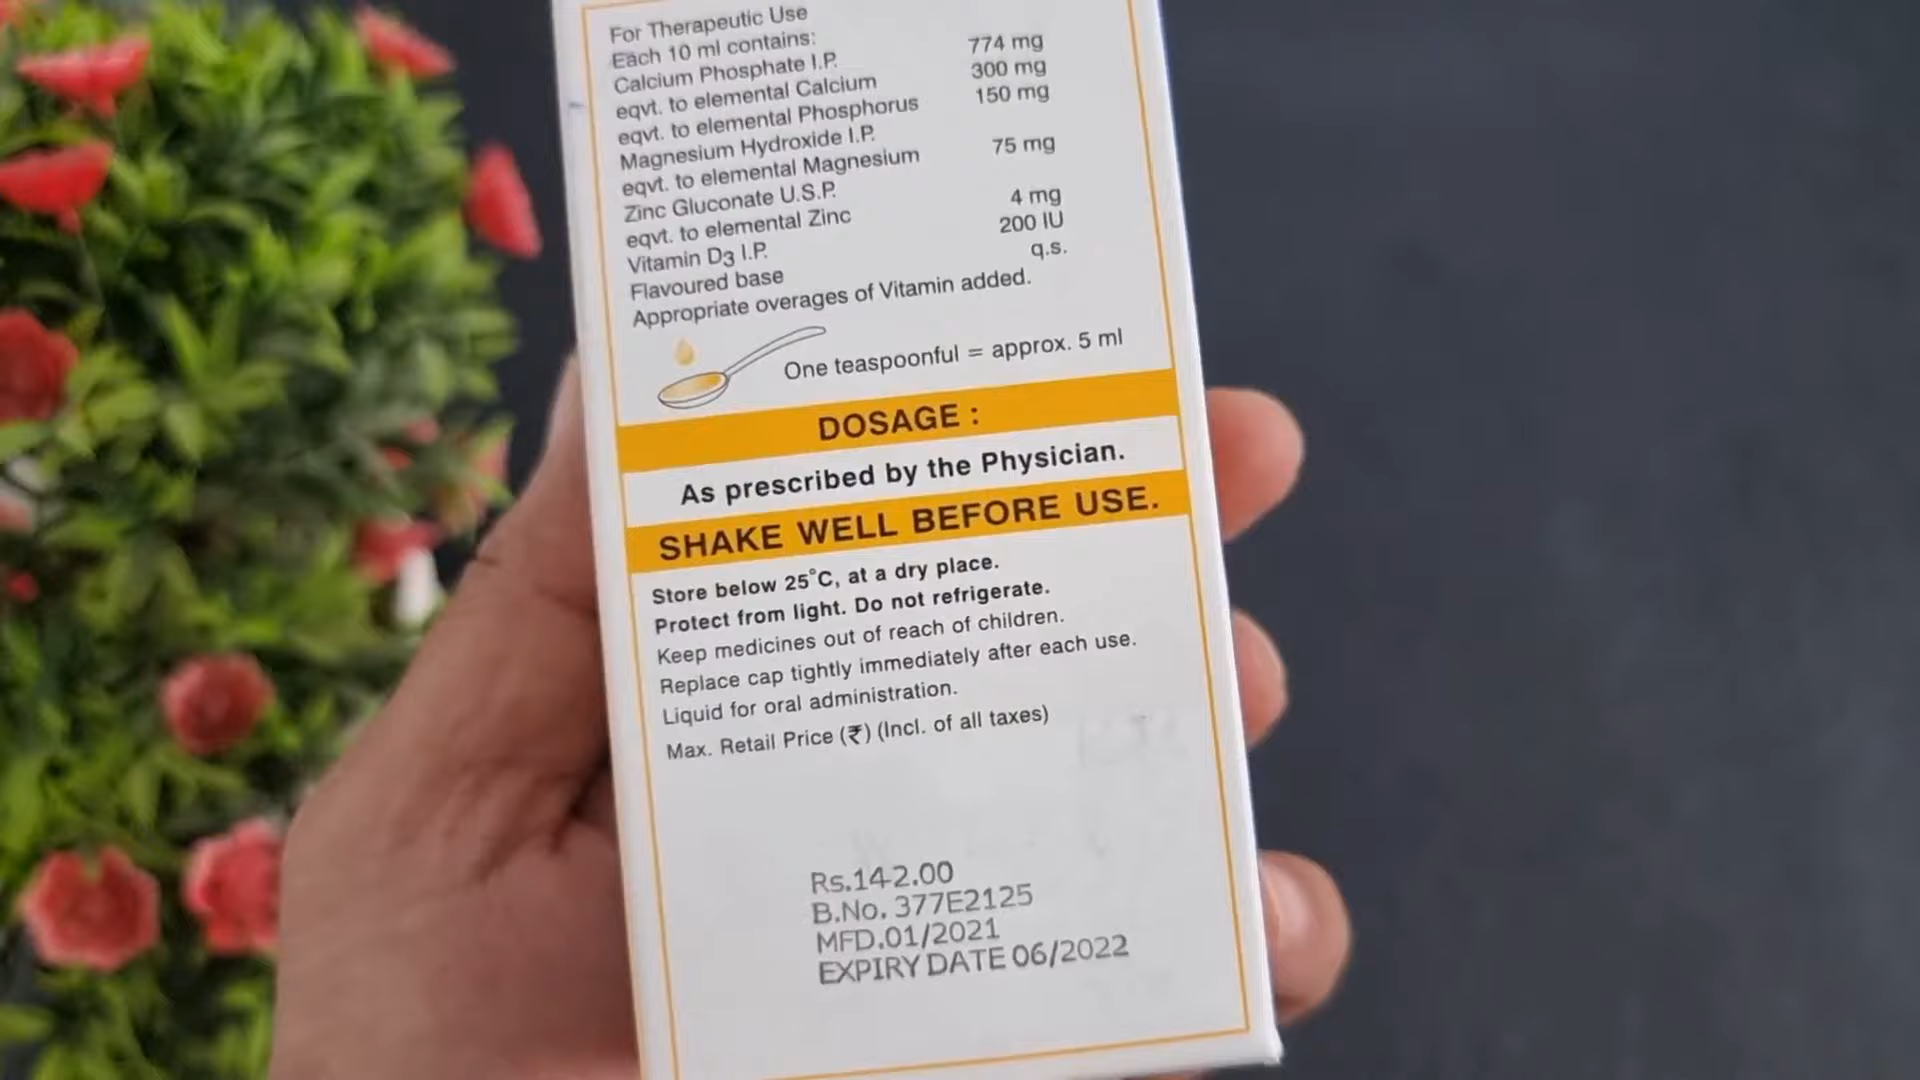 For Therapeutic Use
Each 10 ml contains:
Calcium Phosphate I.P. 774 mg
eqvt. to elemental Calcium 300 mg
eqvt. to elemental Phosphorus 150 mg
Magnesium Hydroxide I.P.
eqvt. to elemental Magnesium 75 mg
Zinc Gluconate U.S.P.
eqvt. to elemental Zinc 4 mg
Vitamin D3 I.P. 200 IU
Flavoured base q.s.
Appropriate overages of Vitamin added.
One teaspoonful = approx. 5 ml
DOSAGE :
As prescribed by the Physician.
SHAKE WELL BEFORE USE.
Store below 25°C, at a dry place.
Protect from light. Do not refrigerate.
Keep medicines out of reach of children.
Replace cap tightly immediately after each use.
Liquid for oral administration.
Max. Retail Price (₹) (Incl. of all taxes)
Rs.142.00
B.No. 377E2125
MFD.01/2021
EXPIRY DATE 06/2022